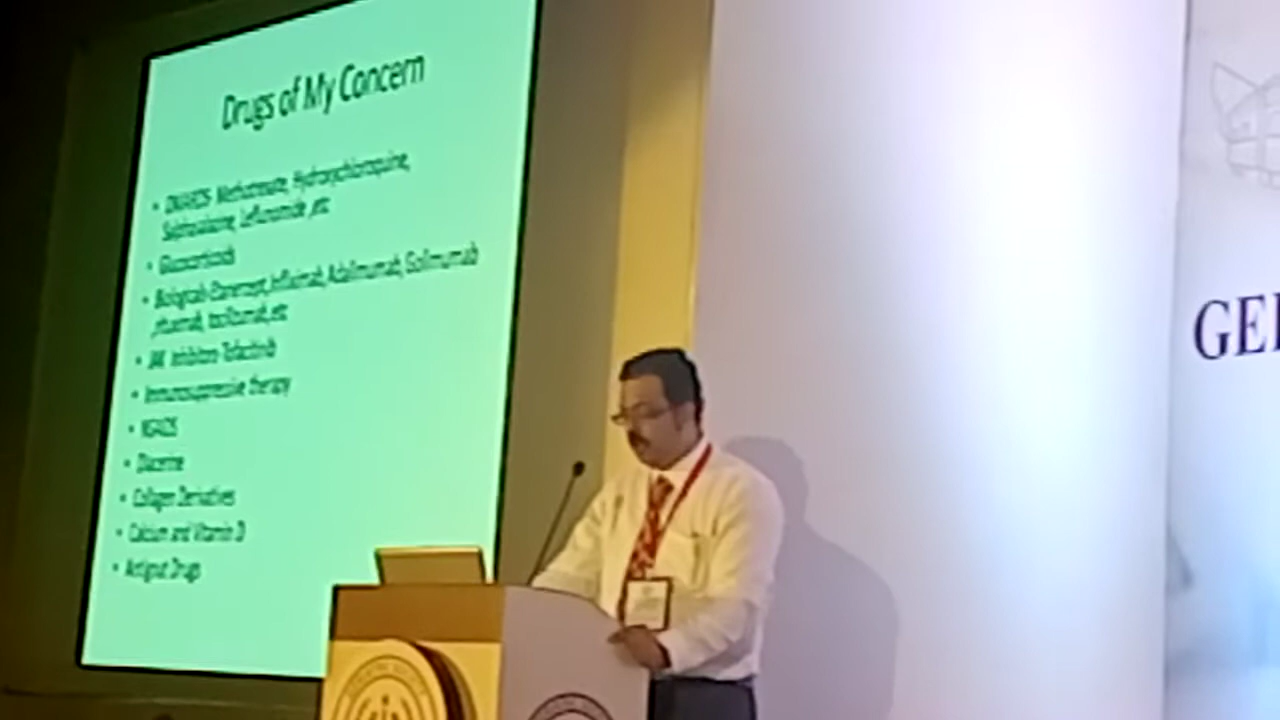 Drugs of My Concern
• DMARDS- Methotrexate, Hydroxychloroquine,
Sulphasalazine, Leflunomide ,etc
• Glucocorticoids
• Biologicals-Etanercept,Infliximab,Adalimumab,Golimumab
,rituximab, tocilizumab,etc
• JAK Inhibitors-Tofacitinib
• Immunosuppressive therapy
• NSAIDS
• Diacerine
• Collagen Derivatives
• Calcium and Vitamin D
• Antigout Drugs
GE